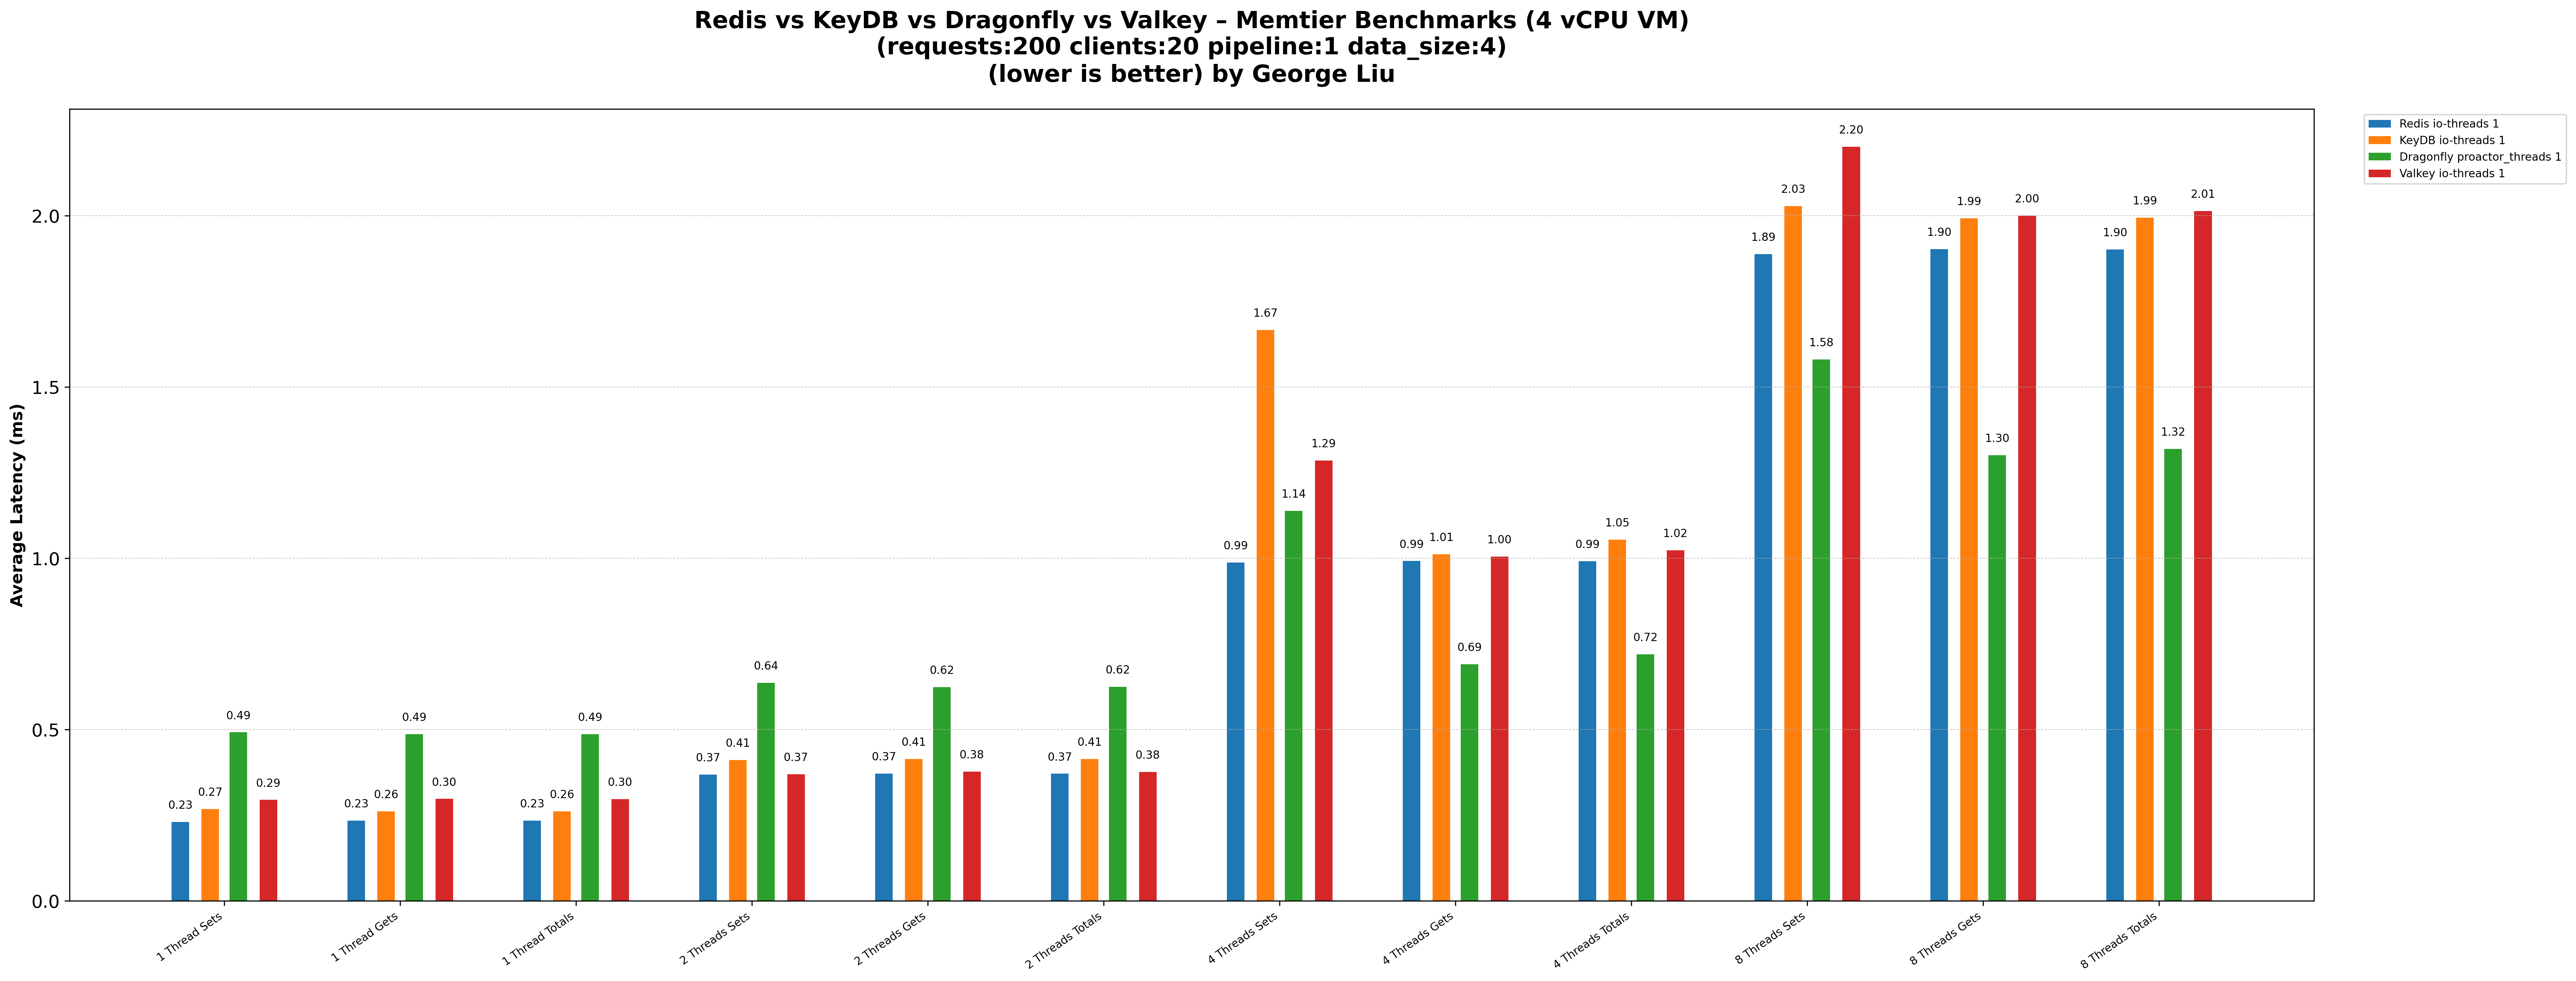 Redis vs KeyDB vs Dragonfly vs Valkey – Memtier Benchmarks (4 vCPU VM)
(requests:200 clients:20 pipeline:1 data_size:4)
(lower is better) by George Liu
Redis io-threads 1
KeyDB io-threads 1
Dragonfly proactor_threads 1
Valkey io-threads 1
Average Latency (ms)
2.0
1.5
1.0
0.5
0.0
0.23
0.27
0.49
0.29
0.23
0.26
0.49
0.30
0.23
0.26
0.49
0.30
0.37
0.41
0.64
0.37
0.37
0.41
0.62
0.38
0.37
0.41
0.62
0.38
0.99
1.67
1.14
1.29
0.99
1.01
0.69
1.00
0.99
1.05
0.72
1.02
1.89
2.03
1.58
2.20
1.90
1.99
1.30
2.00
1.90
1.99
1.32
2.01
1 Thread Sets
1 Thread Gets
1 Thread Totals
2 Threads Sets
2 Threads Gets
2 Threads Totals
4 Threads Sets
4 Threads Gets
4 Threads Totals
8 Threads Sets
8 Threads Gets
8 Threads Totals